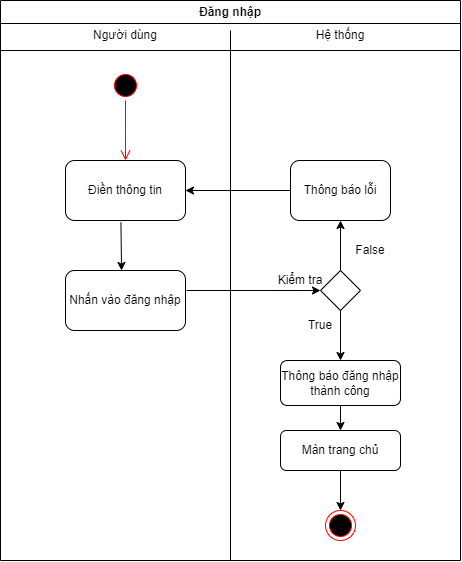 Đăng nhập
Người dùng
Hệ thống
Điền thông tin
Thông báo lỗi
False
Nhấn vào đăng nhập
Kiểm tra
True
Thông báo đăng nhập
thành công
Màn trang chủ